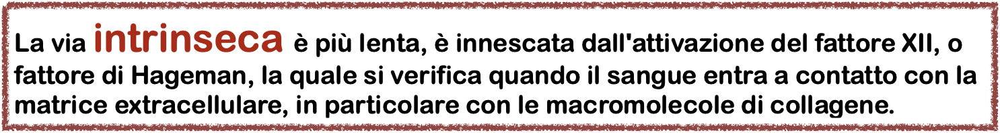 La via intrinseca è più lenta, è innescata dall'attivazione del fattore XII, o
fattore di Hageman, la quale si verifica quando il sangue entra a contatto con la
matrice extracellulare, in particolare con le macromolecole di collagene.